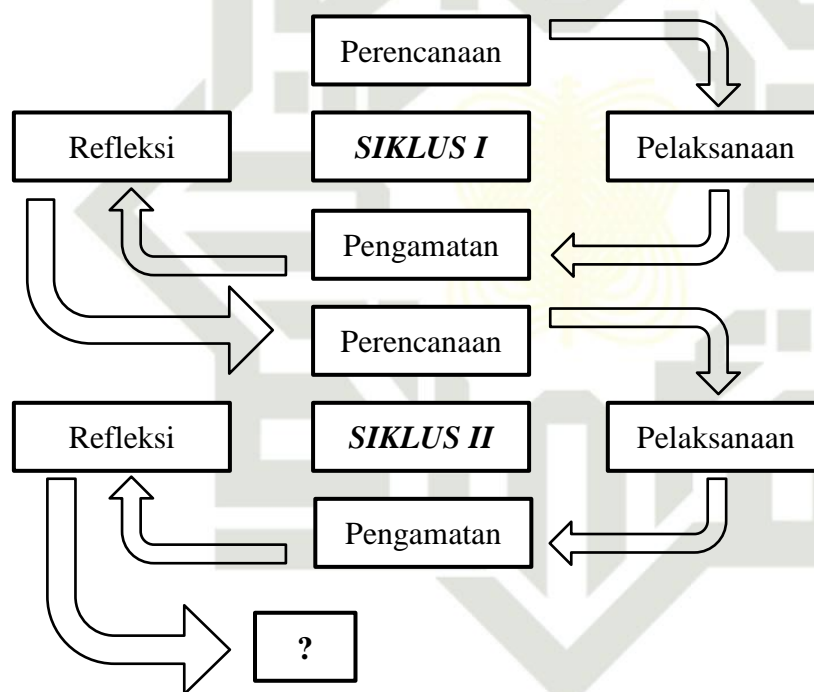 Perencanaan
Refleksi
SIKLUS I
Pelaksanaan
Pengamatan
Perencanaan
Refleksi
SIKLUS II
Pelaksanaan
Pengamatan
?